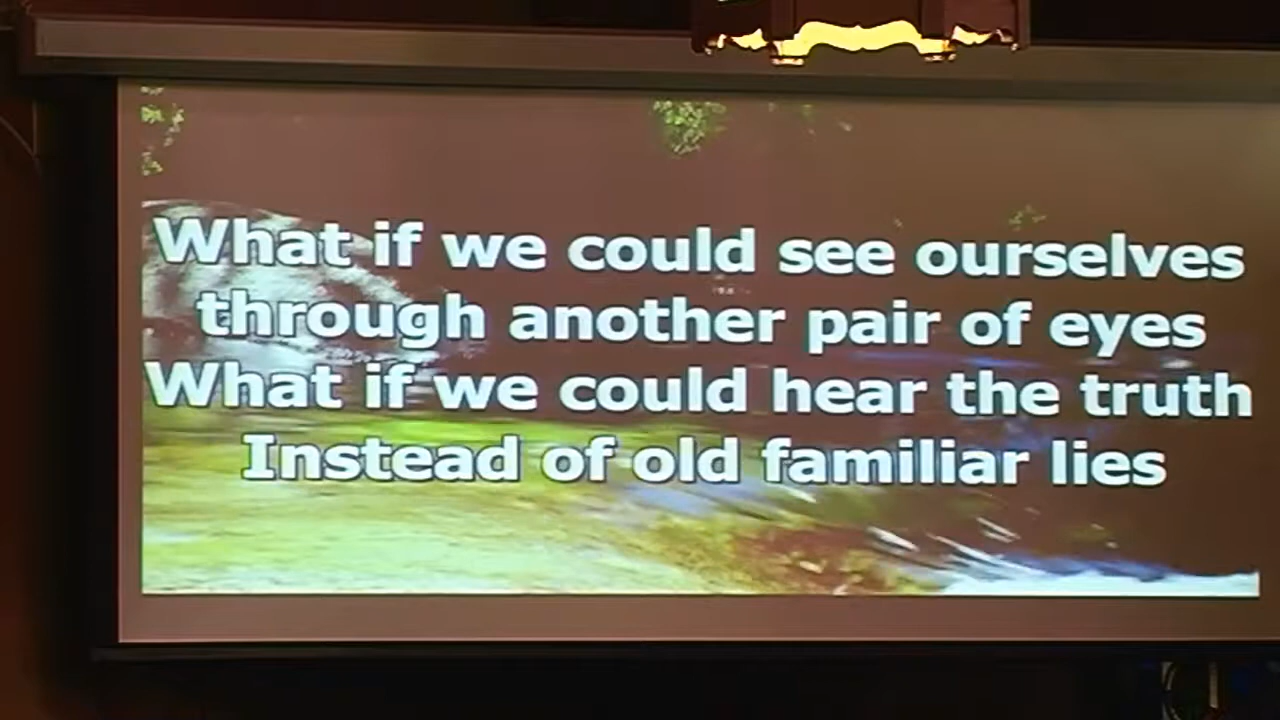 What if we could see ourselves
through another pair of eyes
What if we could hear the truth
Instead of old familiar lies